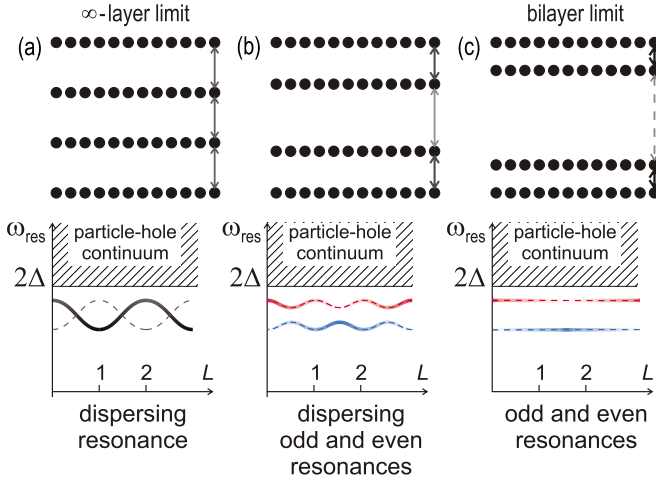 ∞-layer limit
bilayer limit
(a)
(b)
(c)
ωres
particle-hole
continuum
2Δ
1
2
L
dispersing
resonance
particle-hole
continuum
2Δ
1
2
L
dispersing
odd and even
resonances
ωres
particle-hole
continuum
2Δ
1
2
L
odd and even
resonances